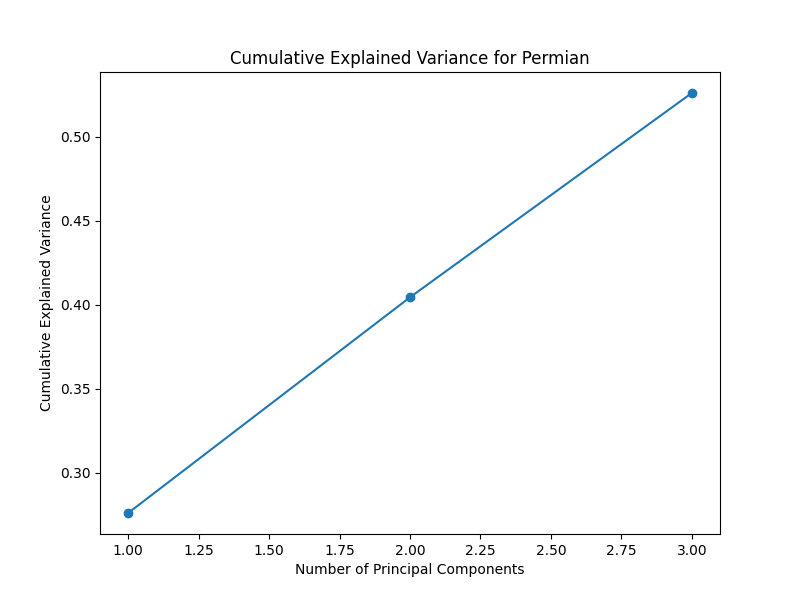 Cumulative Explained Variance for Permian
0.50
0.45
0.40
0.35
0.30
Cumulative Explained Variance
1.00 1.25 1.50 1.75 2.00 2.25 2.50 2.75 3.00
Number of Principal Components